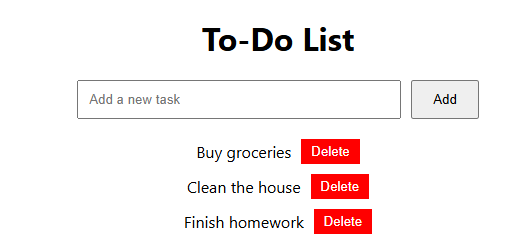 To-Do List
Add a new task Add
Buy groceries Delete
Clean the house Delete
Finish homework Delete